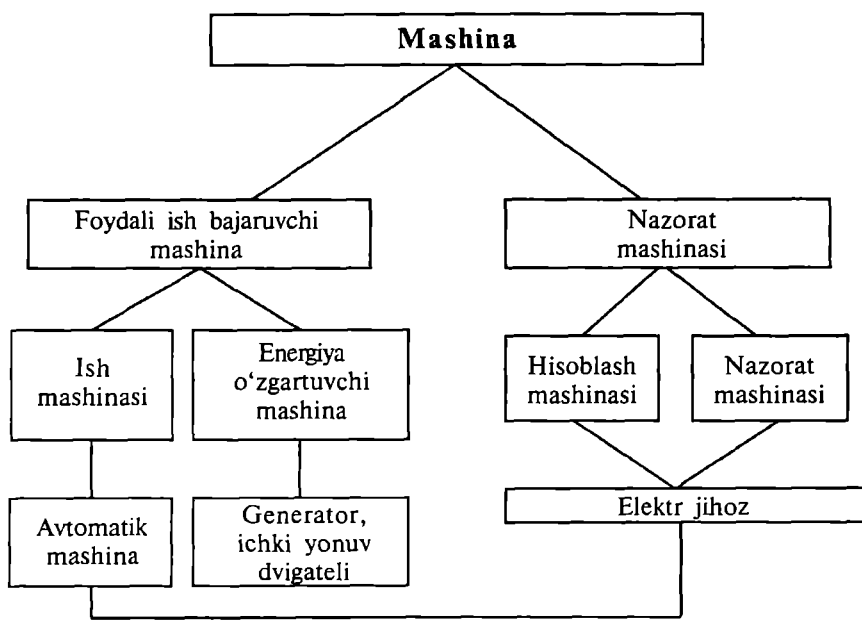 Mashina
Foydali ish bajaruvchi
mashina
Nazorat
mashinasi
Ish
mashinasi
Energiya
o‘zgartuvchi
mashina
Hisoblash
mashinasi
Nazorat
mashinasi
Avtomatik
mashina
Generator,
ichki yonuv
dvigateli
Elektr jihoz